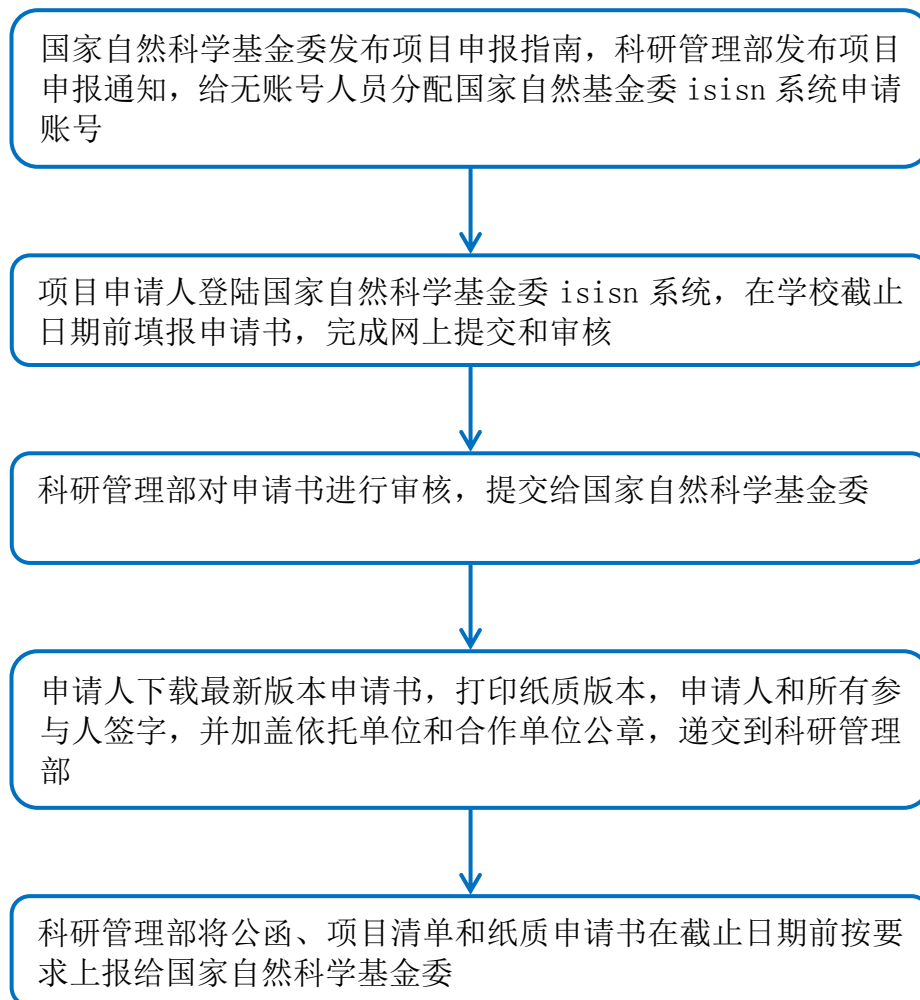 国家自然科学基金委发布项目申报指南，科研管理部发布项目
申报通知，给无账号人员分配国家自然基金委 isisn 系统申请
账号
项目申请人登陆国家自然科学基金委 isisn 系统，在学校截止
日期前填报申请书，完成网上提交和审核
科研管理部对申请书进行审核，提交给国家自然科学基金委
申请人下载最新版本申请书，打印纸质版本，申请人和所有参
与人签字，并加盖依托单位和合作单位公章，递交到科研管理
部
科研管理部将公函、项目清单和纸质申请书在截止日期前按要
求上报给国家自然科学基金委